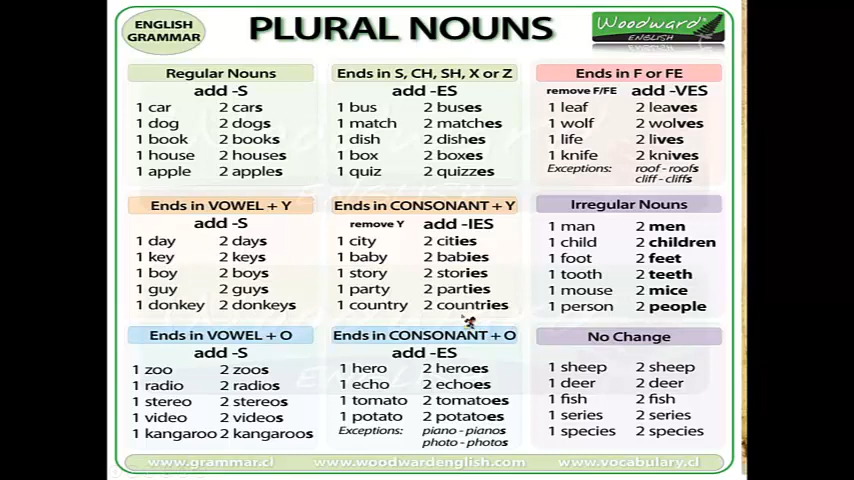 ENGLISH
GRAMMAR
PLURAL NOUNS
Woodward
ENGLISH
Regular Nouns
add -S
1 car 2 cars
1 dog 2 dogs
1 book 2 books
1 house 2 houses
1 apple 2 apples
Ends in S, CH, SH, X or Z
add -ES
1 bus 2 buses
1 match 2 matches
1 dish 2 dishes
1 box 2 boxes
1 quiz 2 quizzes
Ends in F or FE
remove F/FE add -VES
1 leaf 2 leaves
1 wolf 2 wolves
1 life 2 lives
1 knife 2 knives
Exceptions: roof - roofs
cliff - cliffs
Ends in VOWEL + Y
add -S
1 day 2 days
1 key 2 keys
1 boy 2 boys
1 guy 2 guys
1 donkey 2 donkeys
Ends in CONSONANT + Y
remove Y add -IES
1 city 2 cities
1 baby 2 babies
1 story 2 stories
1 party 2 parties
1 country 2 countries
Irregular Nouns
1 man 2 men
1 child 2 children
1 foot 2 feet
1 tooth 2 teeth
1 mouse 2 mice
1 person 2 people
Ends in VOWEL + O
add -S
1 zoo 2 zoos
1 radio 2 radios
1 stereo 2 stereos
1 video 2 videos
1 kangaroo 2 kangaroos
Ends in CONSONANT + O
add -ES
1 hero 2 heroes
1 echo 2 echoes
1 tomato 2 tomatoes
1 potato 2 potatoes
Exceptions: piano - pianos
photo - photos
No Change
1 sheep 2 sheep
1 deer 2 deer
1 fish 2 fish
1 series 2 series
1 species 2 species
www.grammar.cl www.woodwardenglish.com www.vocabulary.cl